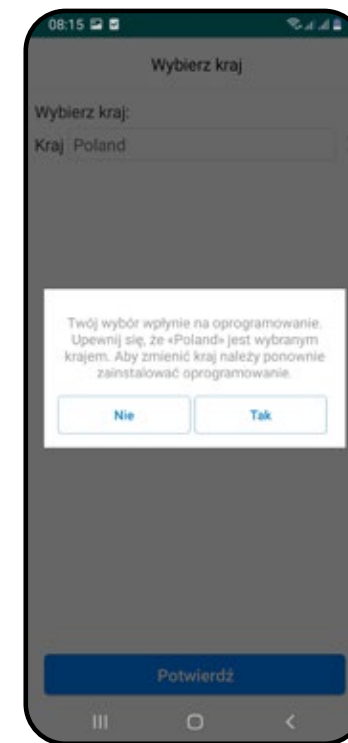 08:15
Wybierz kraj
Wybierz kraj:
Kraj Poland
Twój wybór wpłynie na oprogramowanie.
Upewnij się, że «Poland» jest wybranym
krajem. Aby zmienić kraj należy ponownie
zainstalować oprogramowanie.
Nie Tak
Potwierdź